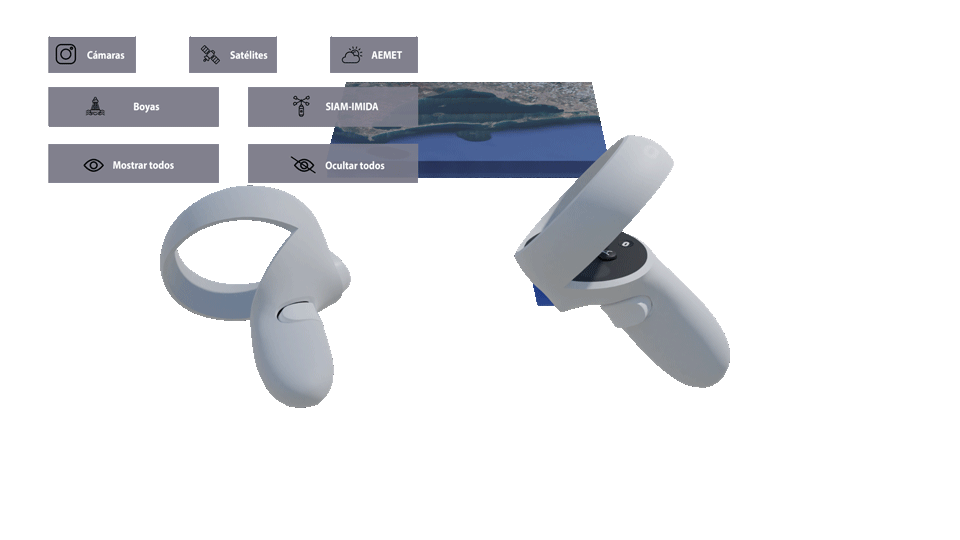 Cámaras
Satélites
AEMET
Boyas
SIAM-IMIDA
Mostrar todos
Ocultar todos